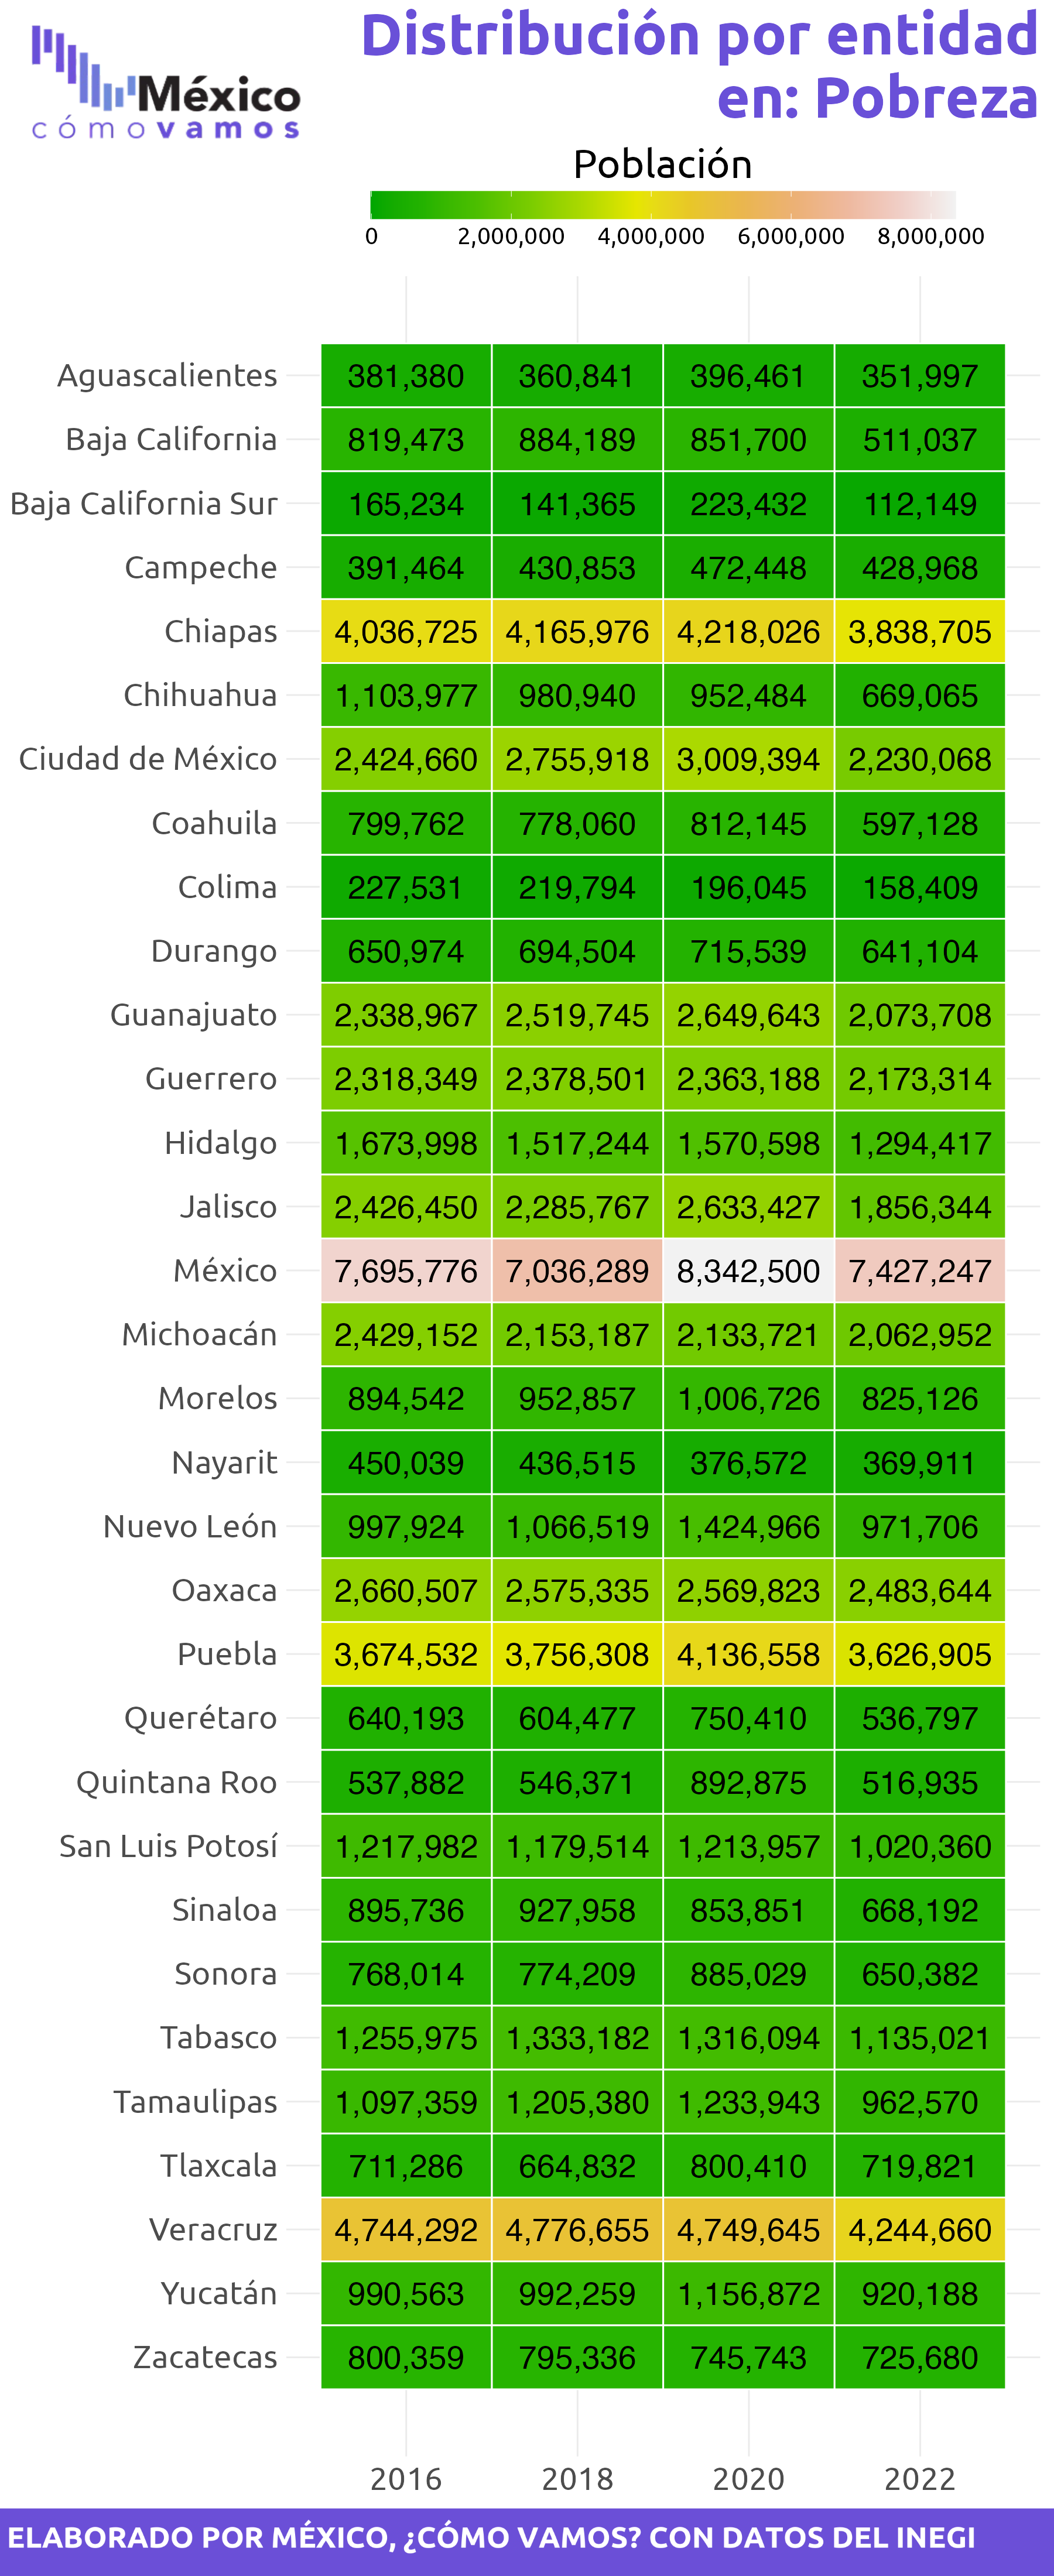 México
cómo vamos
Distribución por entidad
en: Pobreza
Población
0 2,000,000 4,000,000 6,000,000 8,000,000
Aguascalientes 381,380 360,841 396,461 351,997
Baja California 819,473 884,189 851,700 511,037
Baja California Sur 165,234 141,365 223,432 112,149
Campeche 391,464 430,853 472,448 428,968
Chiapas 4,036,725 4,165,976 4,218,026 3,838,705
Chihuahua 1,103,977 980,940 952,484 669,065
Ciudad de México 2,424,660 2,755,918 3,009,394 2,230,068
Coahuila 799,762 778,060 812,145 597,128
Colima 227,531 219,794 196,045 158,409
Durango 650,974 694,504 715,539 641,104
Guanajuato 2,338,967 2,519,745 2,649,643 2,073,708
Guerrero 2,318,349 2,378,501 2,363,188 2,173,314
Hidalgo 1,673,998 1,517,244 1,570,598 1,294,417
Jalisco 2,426,450 2,285,767 2,633,427 1,856,344
México 7,695,776 7,036,289 8,342,500 7,427,247
Michoacán 2,429,152 2,153,187 2,133,721 2,062,952
Morelos 894,542 952,857 1,006,726 825,126
Nayarit 450,039 436,515 376,572 369,911
Nuevo León 997,924 1,066,519 1,424,966 971,706
Oaxaca 2,660,507 2,575,335 2,569,823 2,483,644
Puebla 3,674,532 3,756,308 4,136,558 3,626,905
Querétaro 640,193 604,477 750,410 536,797
Quintana Roo 537,882 546,371 892,875 516,935
San Luis Potosí 1,217,982 1,179,514 1,213,957 1,020,360
Sinaloa 895,736 927,958 853,851 668,192
Sonora 768,014 774,209 885,029 650,382
Tabasco 1,255,975 1,333,182 1,316,094 1,135,021
Tamaulipas 1,097,359 1,205,380 1,233,943 962,570
Tlaxcala 711,286 664,832 800,410 719,821
Veracruz 4,744,292 4,776,655 4,749,645 4,244,660
Yucatán 990,563 992,259 1,156,872 920,188
Zacatecas 800,359 795,336 745,743 725,680
2016 2018 2020 2022
ELABORADO POR MÉXICO, ¿CÓMO VAMOS? CON DATOS DEL INEGI